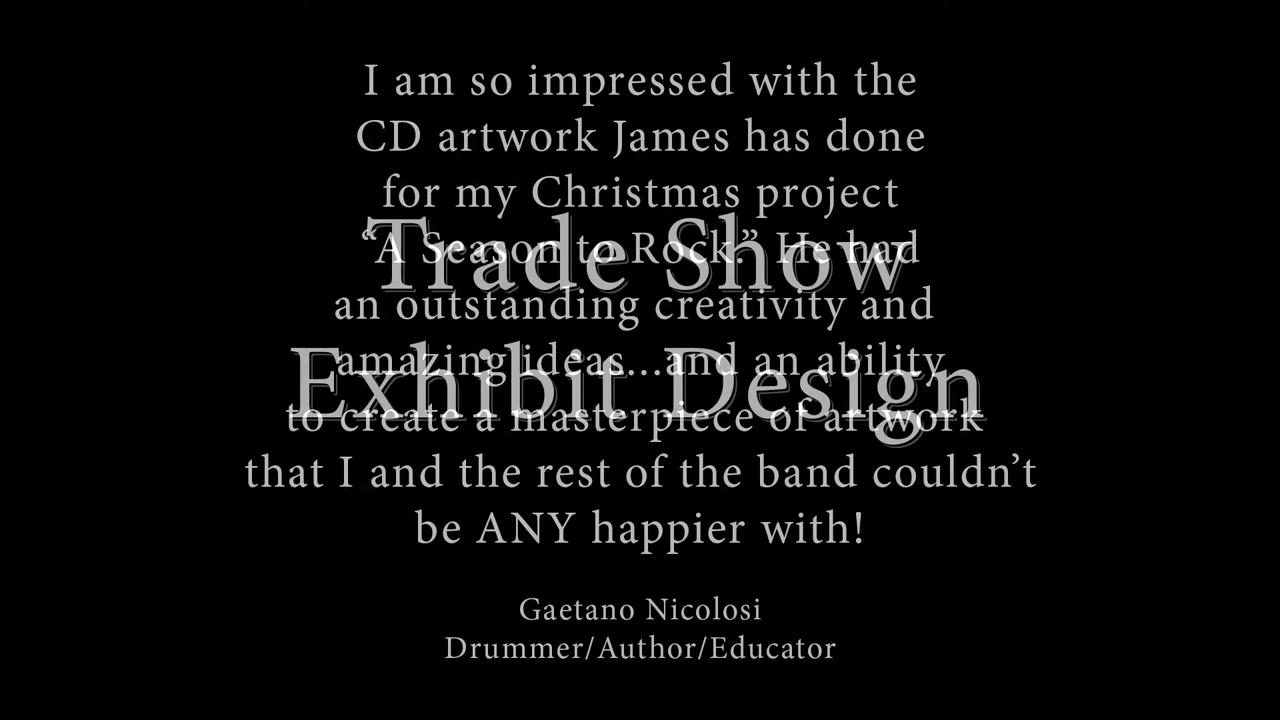 I am so impressed with the
CD artwork James has done
for my Christmas project
“A Season to Rock.” He had
Trade Show
an outstanding creativity and
amazing ideas...and an ability
Exhibit Design
to create a masterpiece of artwork
that I and the rest of the band couldn’t
be ANY happier with!
Gaetano Nicolosi
Drummer/Author/Educator